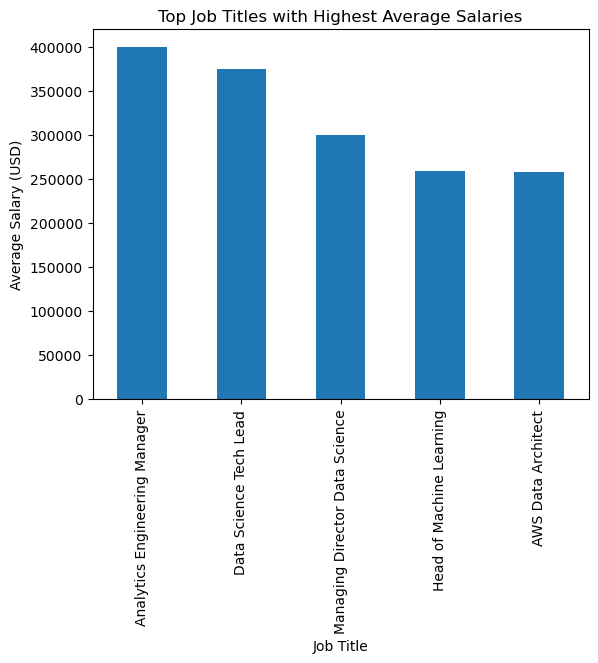 Top Job Titles with Highest Average Salaries
Average Salary (USD)
400000
350000
300000
250000
200000
150000
100000
50000
0
Analytics Engineering Manager
Data Science Tech Lead
Managing Director Data Science
Head of Machine Learning
AWS Data Architect
Job Title